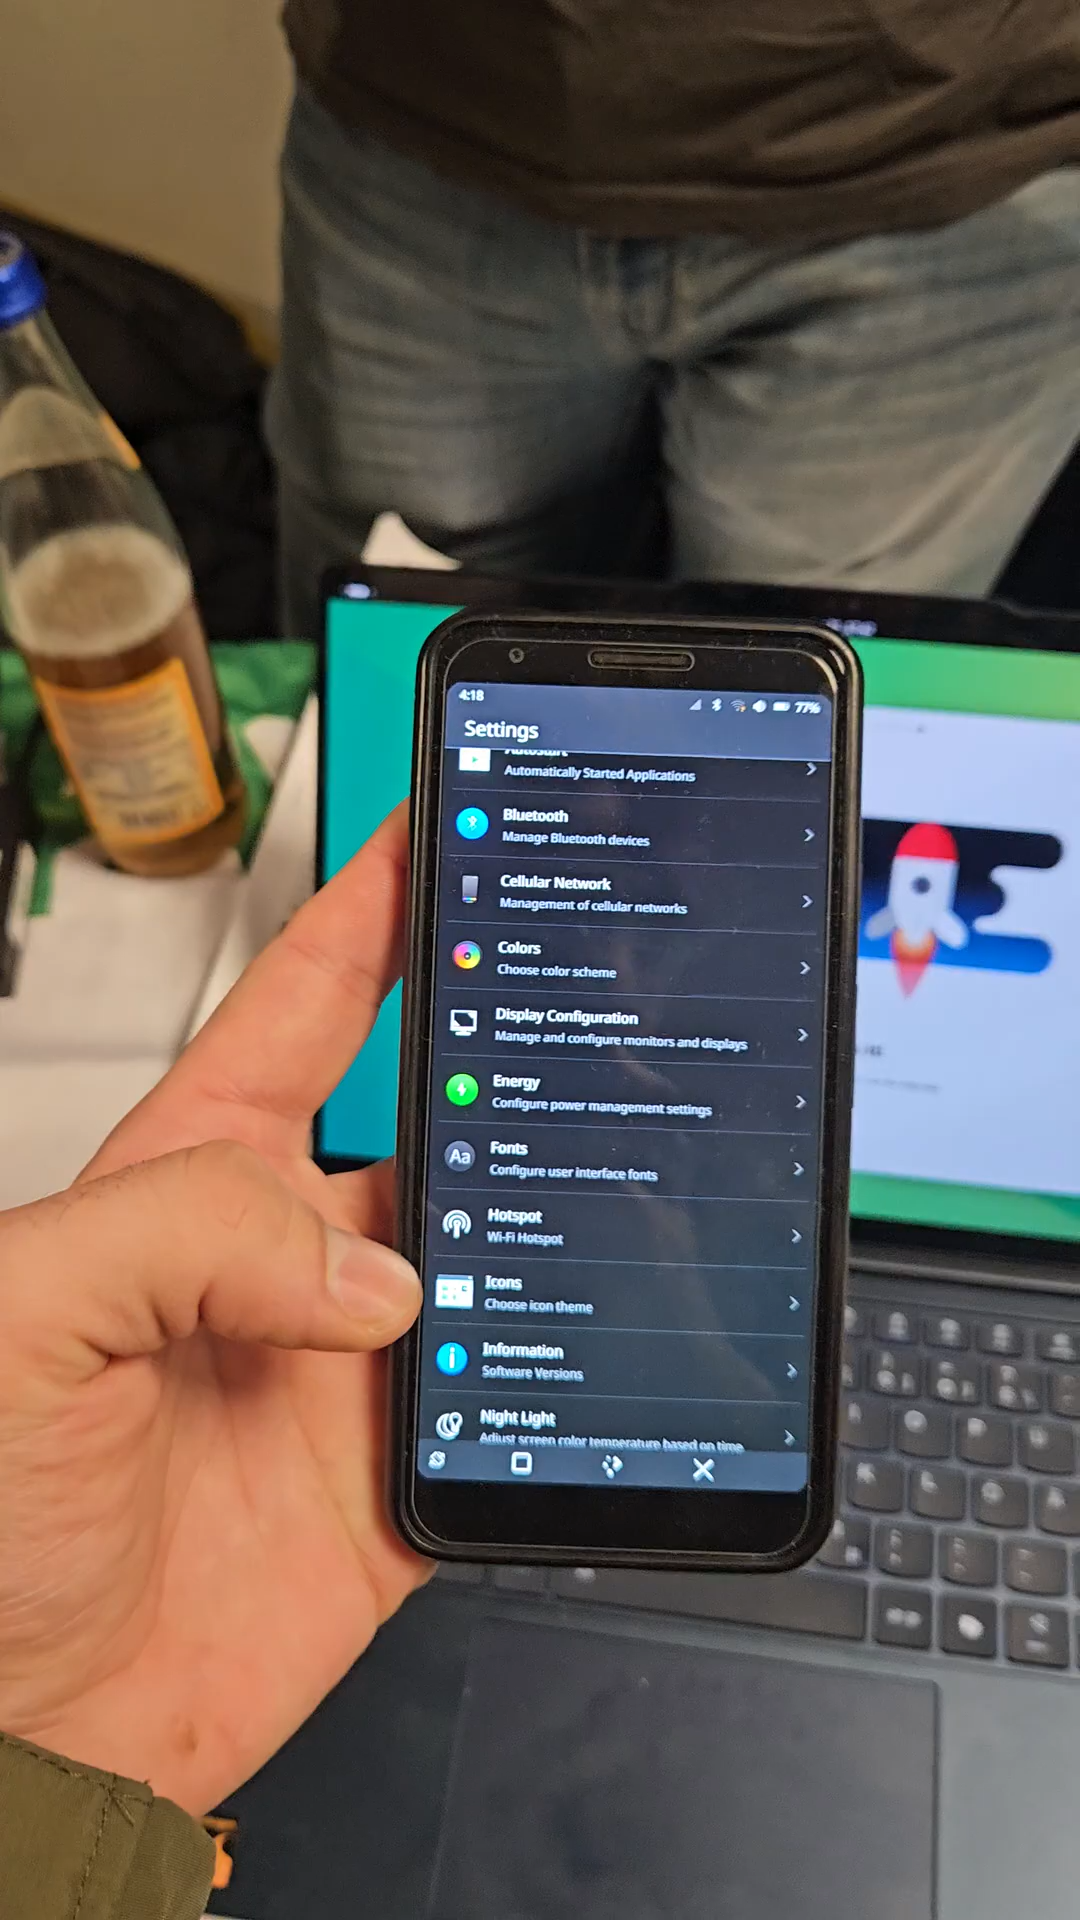 4:18
77%
Settings
Autostart
Automatically Started Applications
Bluetooth
Manage Bluetooth devices
Cellular Network
Management of cellular networks
Colors
Choose color scheme
Display Configuration
Manage and configure monitors and displays
Energy
Configure power management settings
Aa
Fonts
Configure user interface fonts
Hotspot
Wi-Fi Hotspot
Icons
Choose icon theme
Information
Software Versions
Night Light
Adjust screen color temperature based on time